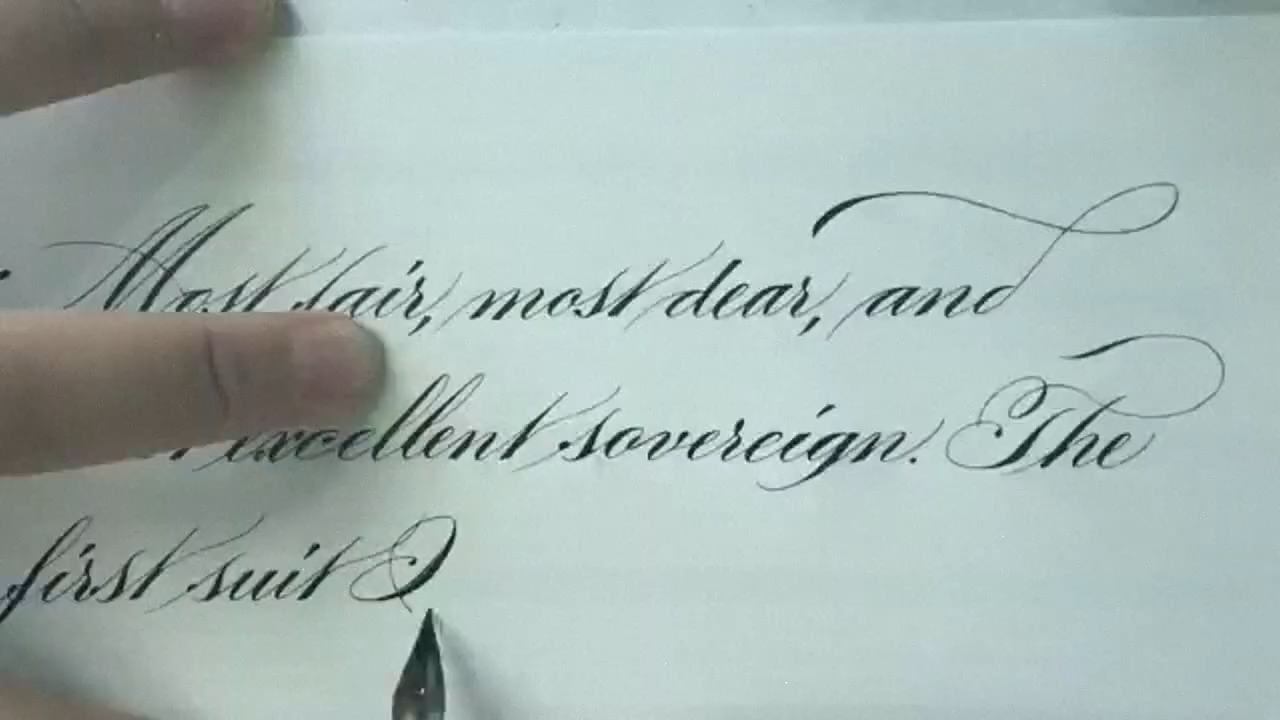 Most fair, most dear, and
excellent sovereign. The
first suit